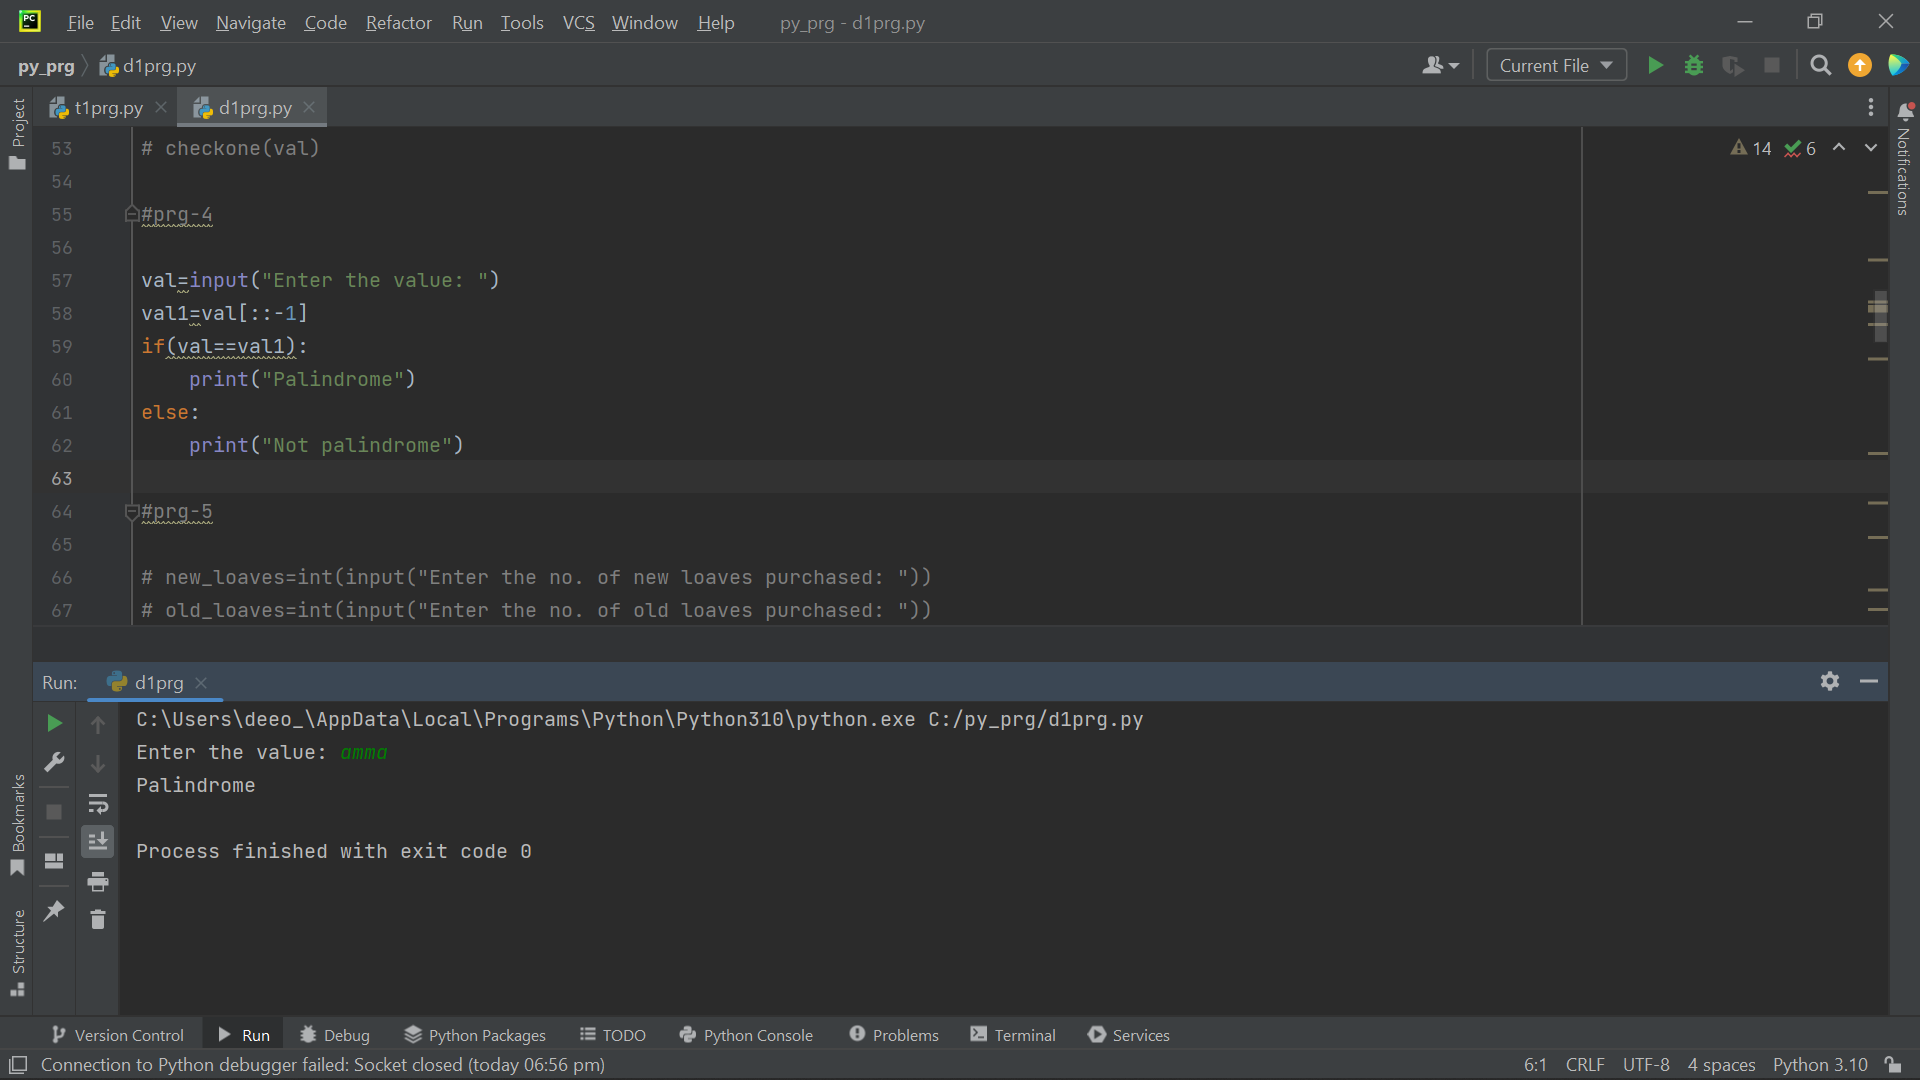 PC File Edit View Navigate Code Refactor Run Tools VCS Window Help py_prg - d1prg.py
py_prg d1prg.py Current File
Project t1prg.py d1prg.py
53 # checkone(val) 14 6
54
55 #prg-4
56
57 val=input("Enter the value: ")
58 val1=val[::-1]
59 if(val==val1):
60 print("Palindrome")
61 else:
62 print("Not palindrome")
63
64 #prg-5
65
66 # new_loaves=int(input("Enter the no. of new loaves purchased: "))
67 # old_loaves=int(input("Enter the no. of old loaves purchased: "))
Notifications
Run: d1prg
C:\Users\deeo_\AppData\Local\Programs\Python\Python310\python.exe C:/py_prg/d1prg.py
Enter the value: amma
Palindrome
Process finished with exit code 0
Bookmarks
Structure
Version Control Run Debug Python Packages TODO Python Console Problems Terminal Services
Connection to Python debugger failed: Socket closed (today 06:56 pm) 6:1 CRLF UTF-8 4 spaces Python 3.10